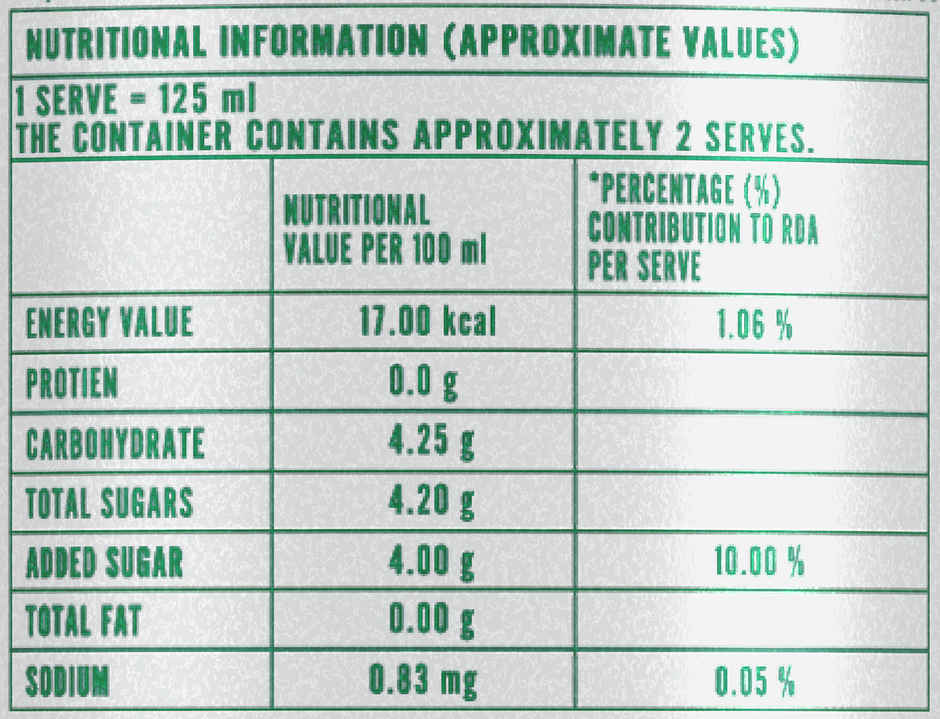 NUTRITIONAL INFORMATION (APPROXIMATE VALUES)
1 SERVE = 125 ml
THE CONTAINER CONTAINS APPROXIMATELY 2 SERVES.
NUTRITIONAL
VALUE PER 100 ml
*PERCENTAGE (%)
CONTRIBUTION TO RDA
PER SERVE
ENERGY VALUE 17.00 kcal 1.06 %
PROTIEN 0.0 g
CARBOHYDRATE 4.25 g
TOTAL SUGARS 4.20 g
ADDED SUGAR 4.00 g 10.00 %
TOTAL FAT 0.00 g
SODIUM 0.83 mg 0.05 %